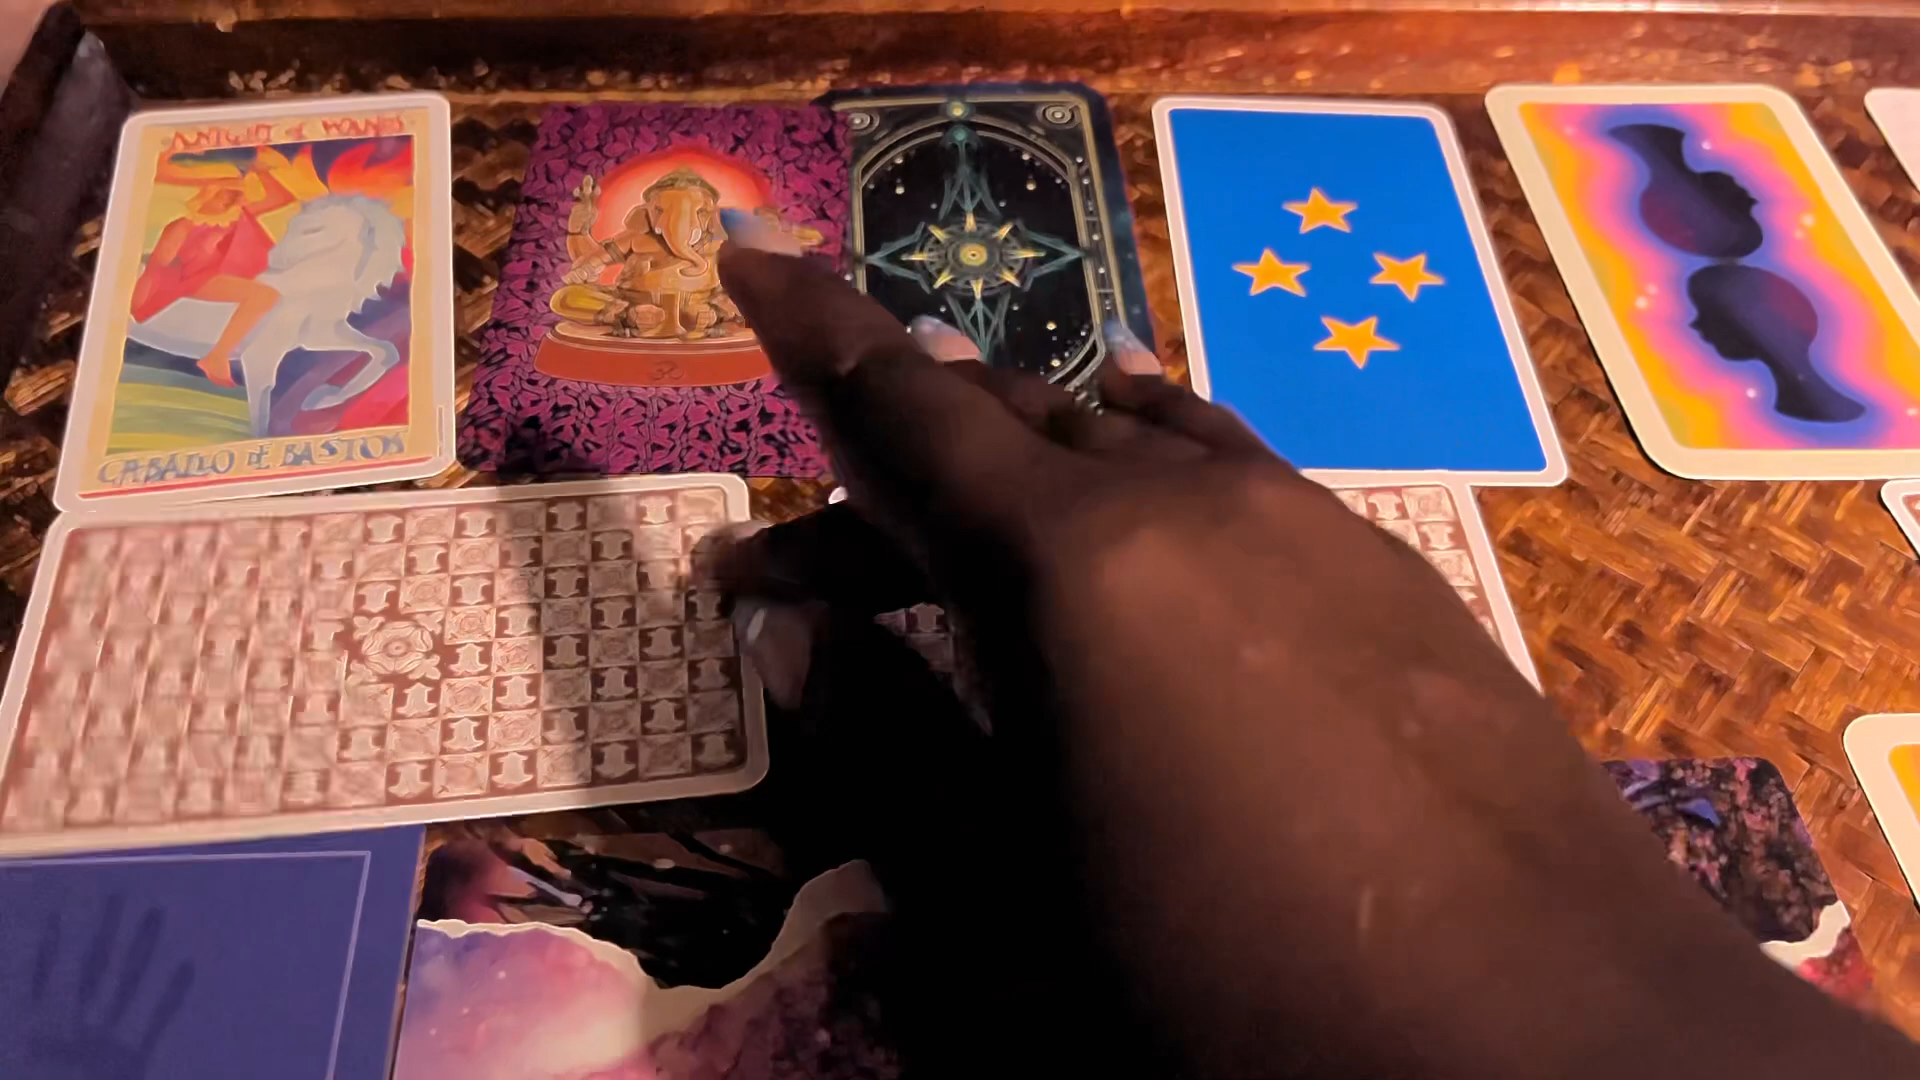 KNIGHT of WANDS
CABALLO DE BASTOS
ॐ